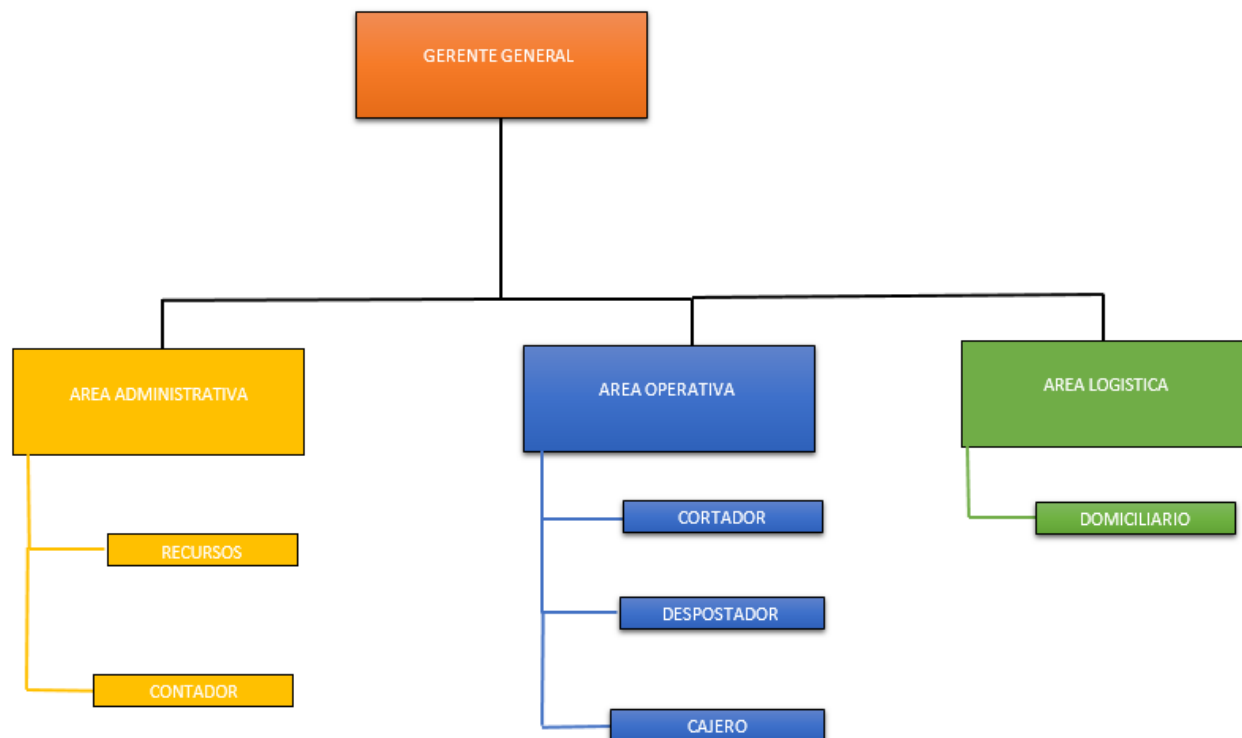 GERENTE GENERAL
AREA ADMINISTRATIVA
RECURSOS
CONTADOR
AREA OPERATIVA
CORTADOR
DESPOSTADOR
CAJERO
AREA LOGISTICA
DOMICILIARIO